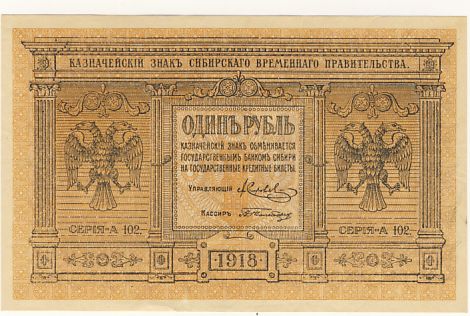 КАЗНАЧЕЙСКІЙ ЗНАКЪ СИБИРСКАГО ВРЕМЕННАГО ПРАВИТЕЛЬСТВА.
ОДИНЪ РУБЛЬ
КАЗНАЧЕЙСКІЙ ЗНАКЪ ОБМѢНИВАЕТСЯ
ГОСУДАРСТВЕННЫМЪ БАНКОМЪ СИБИРИ
НА ГОСУДАРСТВЕННЫЕ КРЕДИТНЫЕ БИЛЕТЫ.
УПРАВЛЯЮЩІЙ
КАССИРЪ
СЕРІЯ-А 102.
СЕРІЯ-А 102.
1918